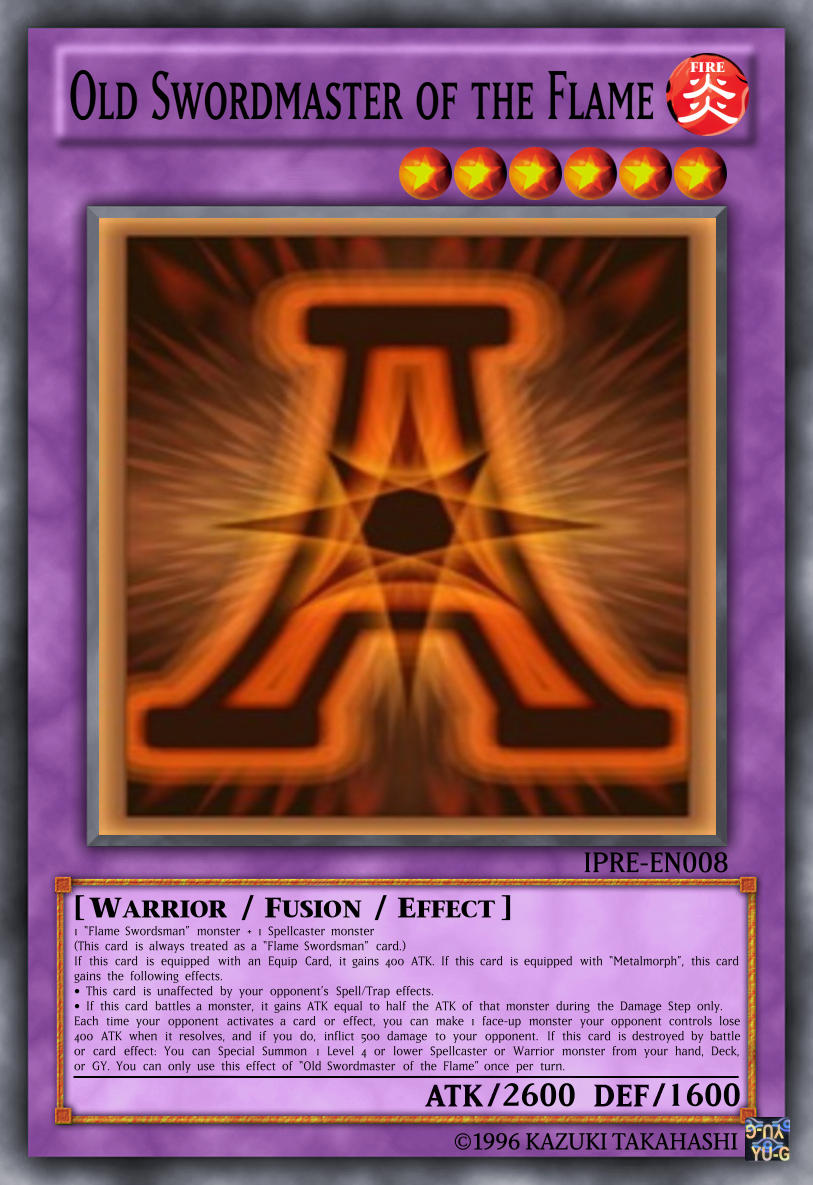 Old Swordmaster of the Flame
FIRE
炎
A
IPRE-EN008
[ Warrior / Fusion / Effect ]
1 "Flame Swordsman" monster + 1 Spellcaster monster
(This card is always treated as a "Flame Swordsman" card.)
If this card is equipped with an Equip Card, it gains 400 ATK. If this card is equipped with "Metalmorph", this card
gains the following effects.
• This card is unaffected by your opponent's Spell/Trap effects.
• If this card battles a monster, it gains ATK equal to half the ATK of that monster during the Damage Step only.
Each time your opponent activates a card or effect, you can make 1 face-up monster your opponent controls lose
400 ATK when it resolves, and if you do, inflict 500 damage to your opponent. If this card is destroyed by battle
or card effect: You can Special Summon 1 Level 4 or lower Spellcaster or Warrior monster from your hand, Deck,
or GY. You can only use this effect of "Old Swordmaster of the Flame" once per turn.
ATK/2600 DEF/1600
©1996 KAZUKI TAKAHASHI
YU-G
YU-G